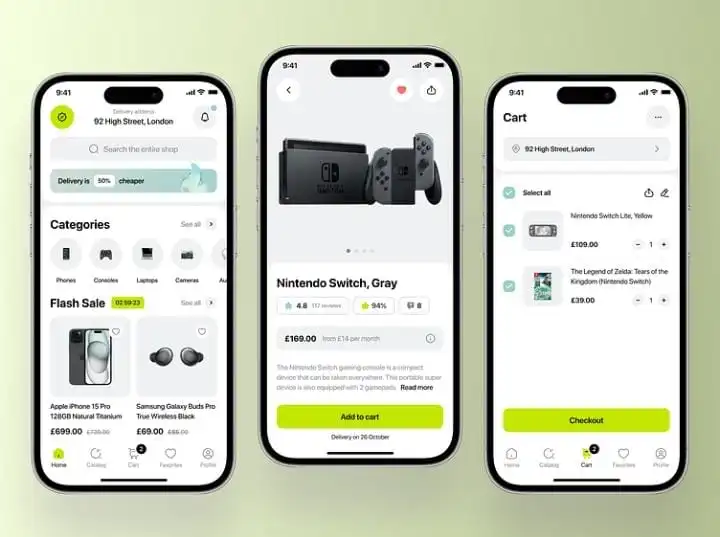 9:41
Delivery address
92 High Street, London
Search the entire shop
Delivery is 50% cheaper
Categories
See all
Phones
Consoles
Laptops
Cameras
Flash Sale
02:59:23
See all
Apple iPhone 15 Pro
128GB Natural Titanium
£699.00
Samsung Galaxy Buds Pro
True Wireless Black
£69.00
Home
Catalog
2
Cart
Favorites
Profile
9:41
Nintendo Switch, Gray
4.8 117 reviews
94%
8
£169.00 from £14 per month
The Nintendo Switch gaming console is a compact
device that can be taken everywhere. This portable super
device is also equipped with 2 gamepads. Read more
Add to cart
Delivery on 26 October
9:41
Cart
92 High Street, London
Select all
Nintendo Switch Lite, Yellow
£109.00
− 1 +
The Legend of Zelda: Tears of the
Kingdom (Nintendo Switch)
£39.00
− 1 +
Checkout
Home
Catalog
2
Cart
Favorites
Profile